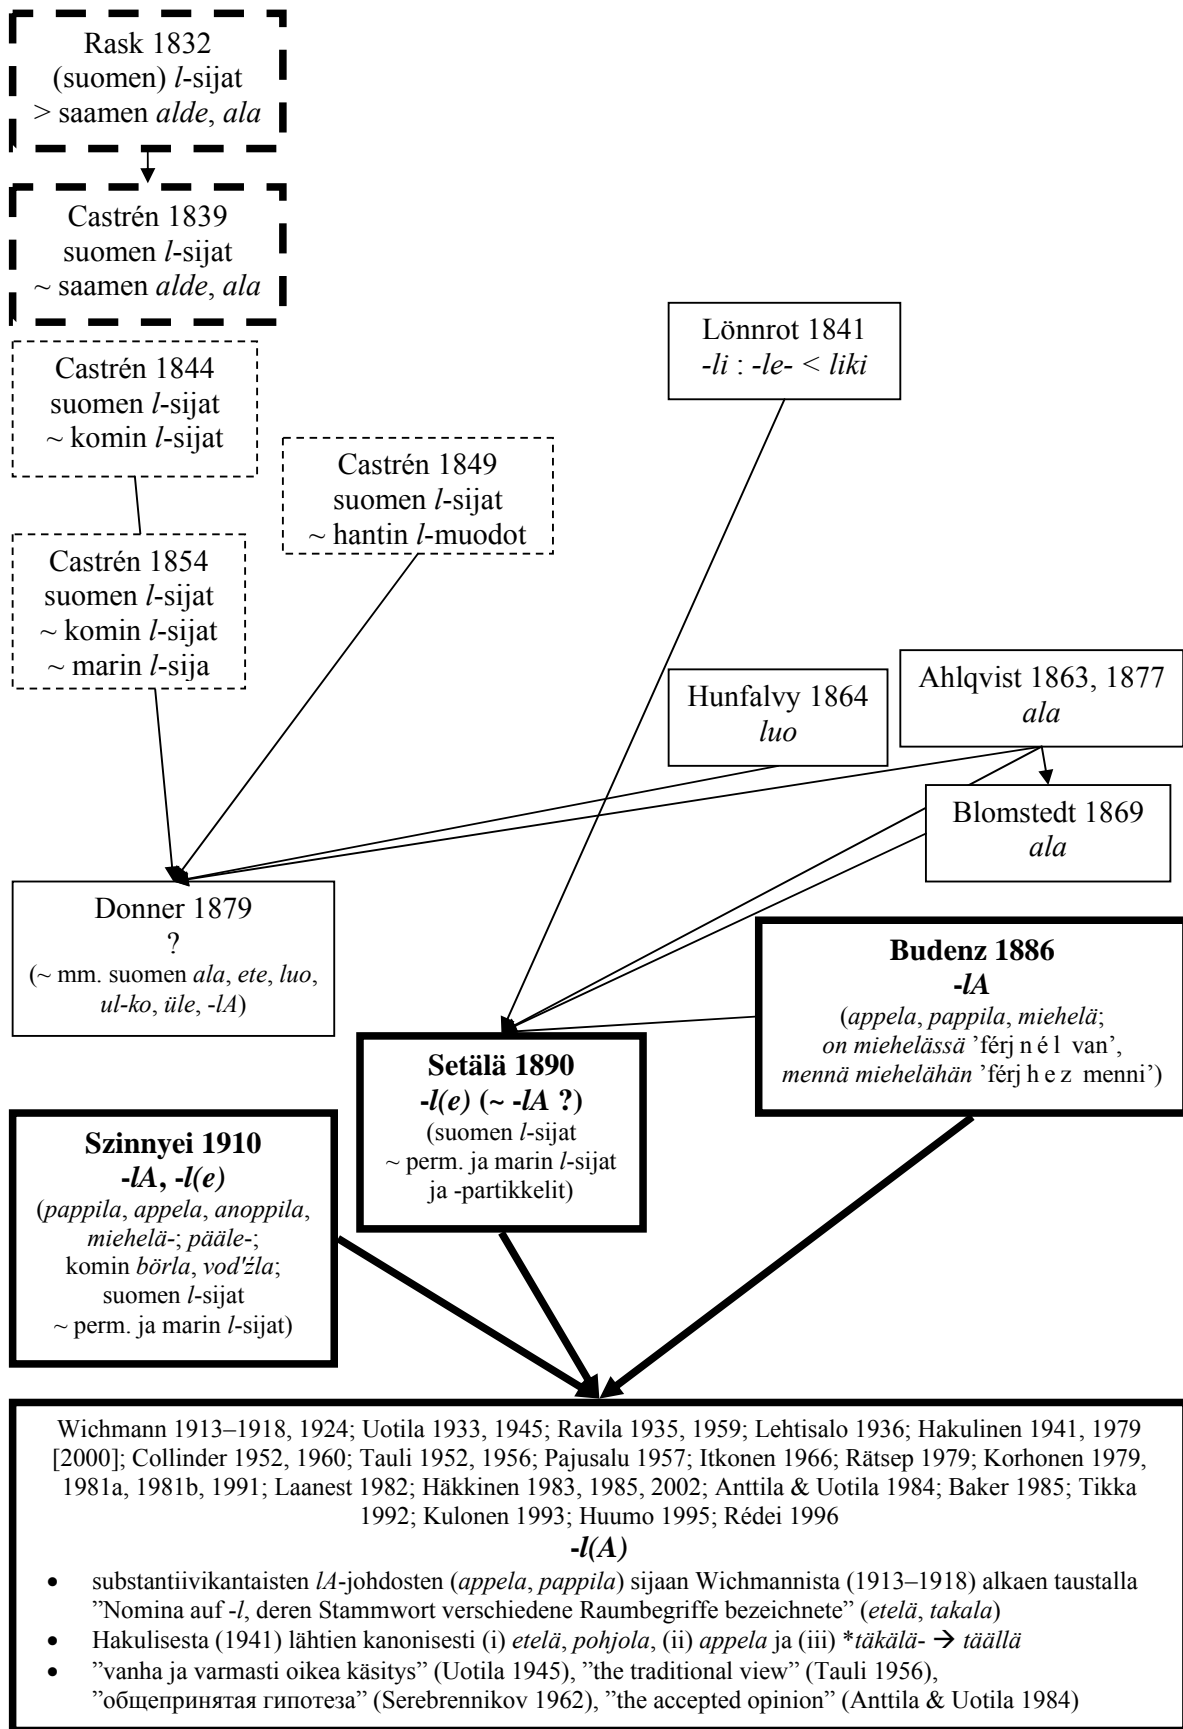 Rask 1832
(suomen) l-sijat
> saamen alde, ala
Castrén 1839
suomen l-sijat
~ saamen alde, ala
Castrén 1844
suomen l-sijat
~ komin l-sijat
Castrén 1849
suomen l-sijat
~ hantin l-muodot
Lönnrot 1841
-li : -le- < liki
Castrén 1854
suomen l-sijat
~ komin l-sijat
~ marin l-sija
Hunfalvy 1864
luo
Ahlqvist 1863, 1877
ala
Blomstedt 1869
ala
Donner 1879
?
(~ mm. suomen ala, ete, luo,
ul-ko, üle, -lA)
Budenz 1886
-lA
(appela, pappila, miehelä;
on miehelässä ’férj n é l van’,
mennä miehelähän ’férj h e z menni’)
Setälä 1890
-l(e) (~ -lA ?)
(suomen l-sijat
~ perm. ja marin l-sijat
ja -partikkelit)
Szinnyei 1910
-lA, -l(e)
(pappila, appela, anoppila,
miehelä-; pääle-;
komin börla, vod'źla;
suomen l-sijat
~ perm. ja marin l-sijat)
Wichmann 1913–1918, 1924; Uotila 1933, 1945; Ravila 1935, 1959; Lehtisalo 1936; Hakulinen 1941, 1979
[2000]; Collinder 1952, 1960; Tauli 1952, 1956; Pajusalu 1957; Itkonen 1966; Rätsep 1979; Korhonen 1979,
1981a, 1981b, 1991; Laanest 1982; Häkkinen 1983, 1985, 2002; Anttila & Uotila 1984; Baker 1985; Tikka
1992; Kulonen 1993; Huumo 1995; Rédei 1996
-l(A)
• substantiivikantaisten lA-johdosten (appela, pappila) sijaan Wichmannista (1913–1918) alkaen taustalla
”Nomina auf -l, deren Stammwort verschiedene Raumbegriffe bezeichnete” (etelä, takala)
• Hakulisesta (1941) lähtien kanonisesti (i) etelä, pohjola, (ii) appela ja (iii) *täkälä- → täällä
• ”vanha ja varmasti oikea käsitys” (Uotila 1945), ”the traditional view” (Tauli 1956),
”общепринятая гипотеза” (Serebrennikov 1962), ”the accepted opinion” (Anttila & Uotila 1984)